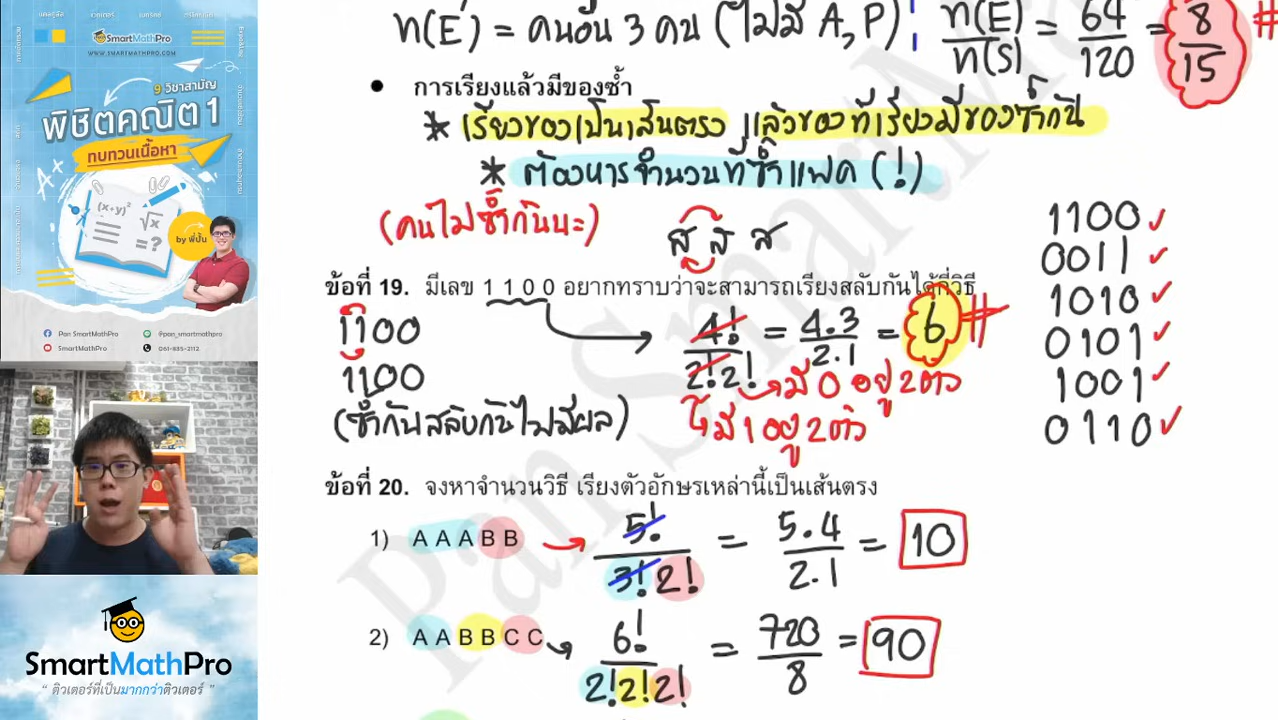 SmartMathPro
WWW.SMARTMATHPRO.COM
9 วิชาสามัญ
พิชิตคณิต 1
ทบทวนเนื้อหา
A+
(x+y)²
√x
=?
by พี่ปั้น
Pan SmartMathPro
@pan_smartmathpro
SmartMathPro
061-935-2112
SmartMathPro
“ ติวเตอร์ที่เป็นมากกว่าติวเตอร์ ”
n(E') = คนอื่น 3 คน (ไม่มี A, P) n(E)/n(S) = 64/120 = 8/15 #
• การเรียงแล้วมีของซ้ำ
* เรียงของเป็นเส้นตรง แล้วของที่เรียงมีของซ้ำกัน
* ต้องหารจำนวนที่ซ้ำแฟค (!)
(คนไม่ซ้ำกันนะ) ส ส ส
ข้อที่ 19. มีเลข 1 1 0 0 อยากทราบว่าจะสามารถเรียงสลับกันได้กี่วิธี
1100 4!/2!2! = 4.3/2.1 = 6 #
1100 มี 0 อยู่ 2 ตัว
(ซ้ำกันสลับกันไม่มีผล) มี 1 อยู่ 2 ตัว
1100 ✓
0011 ✓
1010 ✓
0101 ✓
1001 ✓
0110 ✓
ข้อที่ 20. จงหาจำนวนวิธี เรียงตัวอักษรเหล่านี้เป็นเส้นตรง
1) A A A B B → 5!/3!2! = 5.4/2.1 = 10
2) A A B B C C → 6!/2!2!2! = 720/8 = 90